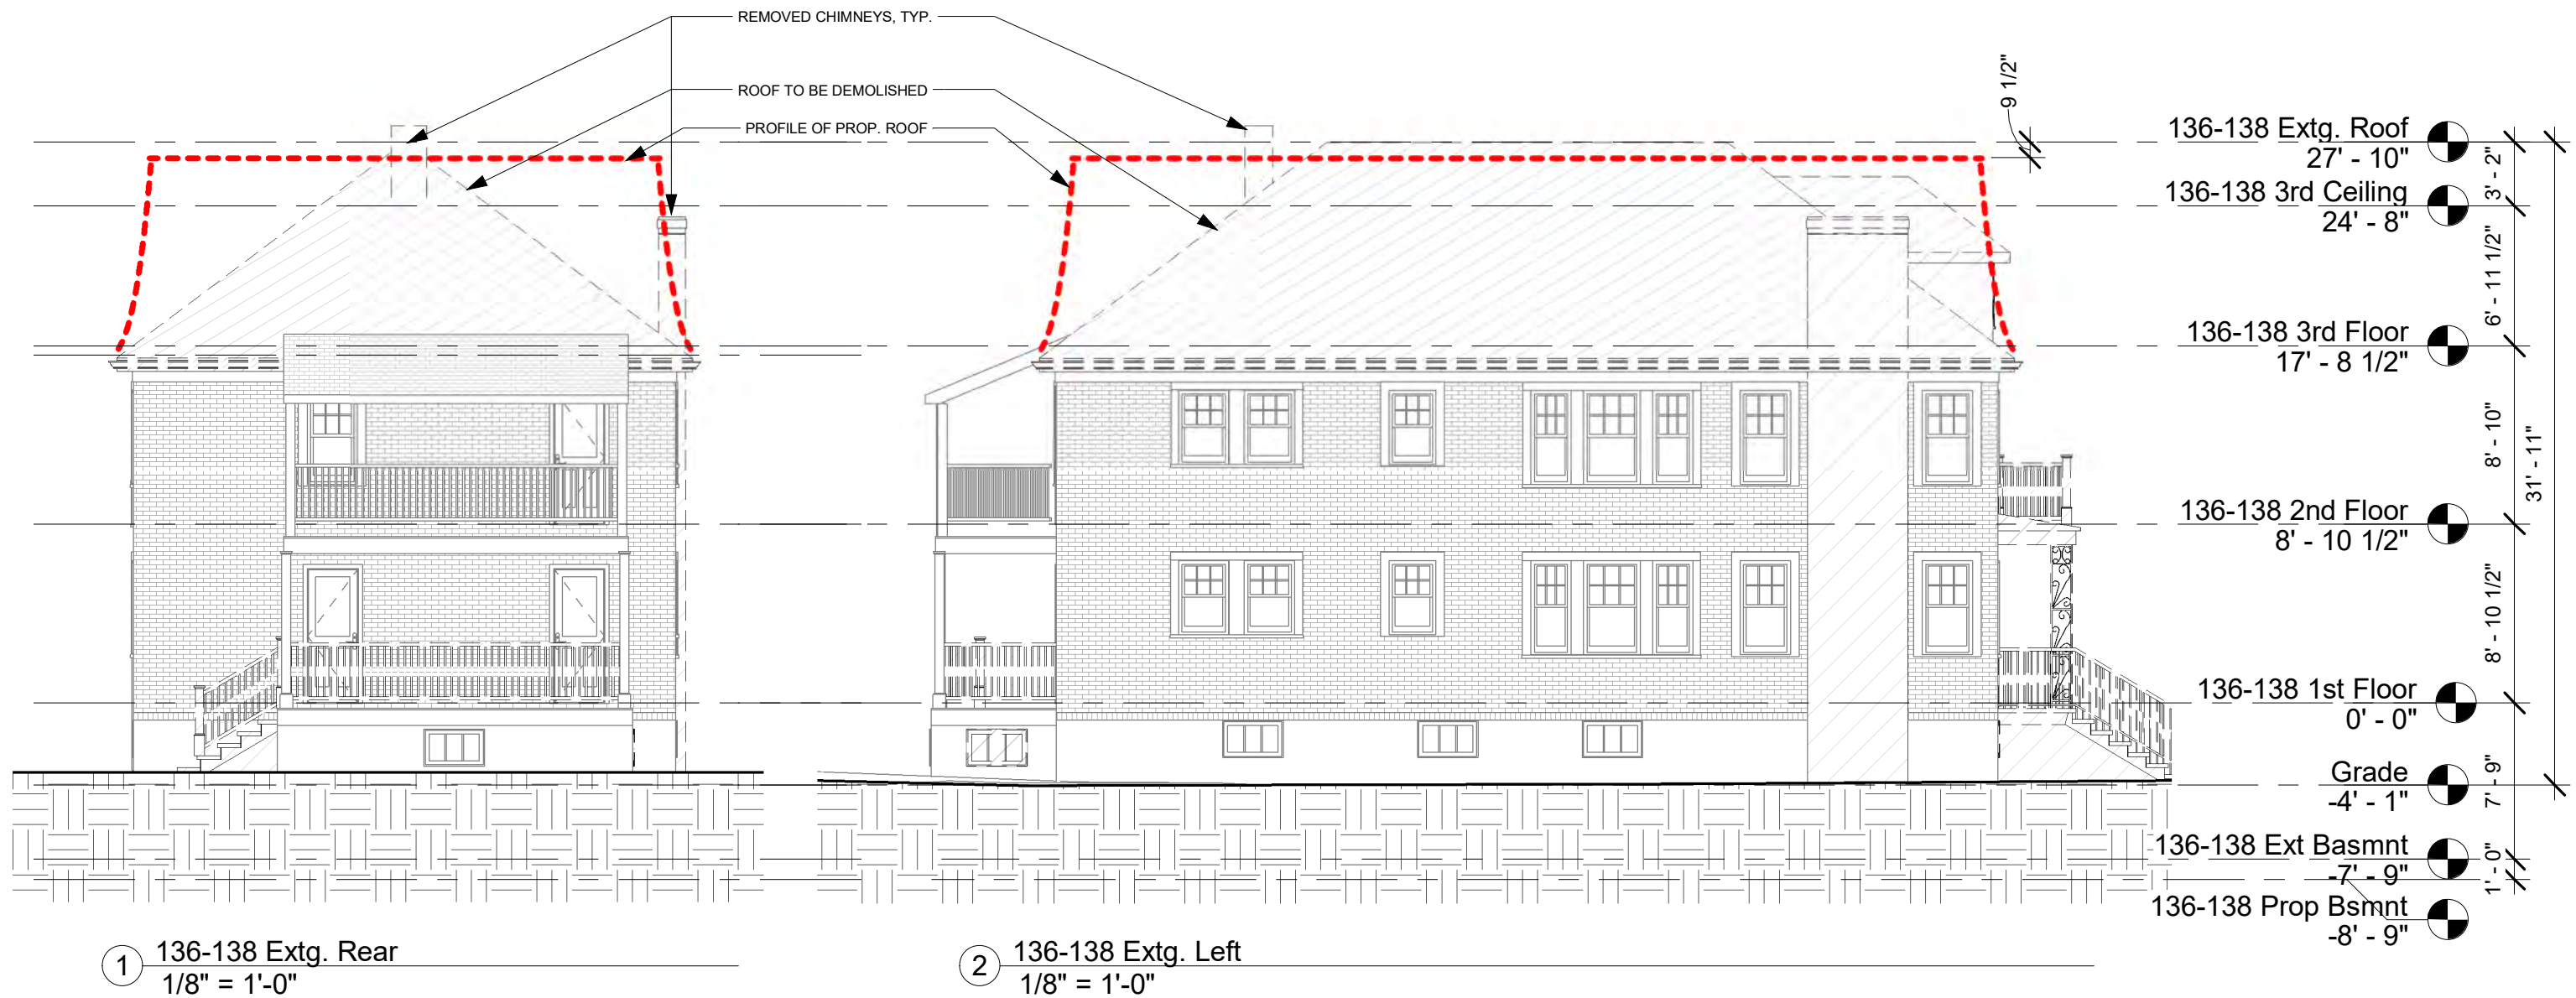 REMOVED CHIMNEYS, TYP.
ROOF TO BE DEMOLISHED
PROFILE OF PROP. ROOF
9 1/2"
136-138 Extg. Roof
27' - 10"
3' - 2"
136-138 3rd Ceiling
24' - 8"
6' - 11 1/2"
136-138 3rd Floor
17' - 8 1/2"
8' - 10"
31' - 11"
136-138 2nd Floor
8' - 10 1/2"
8' - 10 1/2"
136-138 1st Floor
0' - 0"
7' - 9"
Grade
-4' - 1"
136-138 Ext Basmnt
-7' - 9"
1' - 0"
136-138 Prop Bsmnt
-8' - 9"
1 136-138 Extg. Rear
1/8" = 1'-0"
2 136-138 Extg. Left
1/8" = 1'-0"